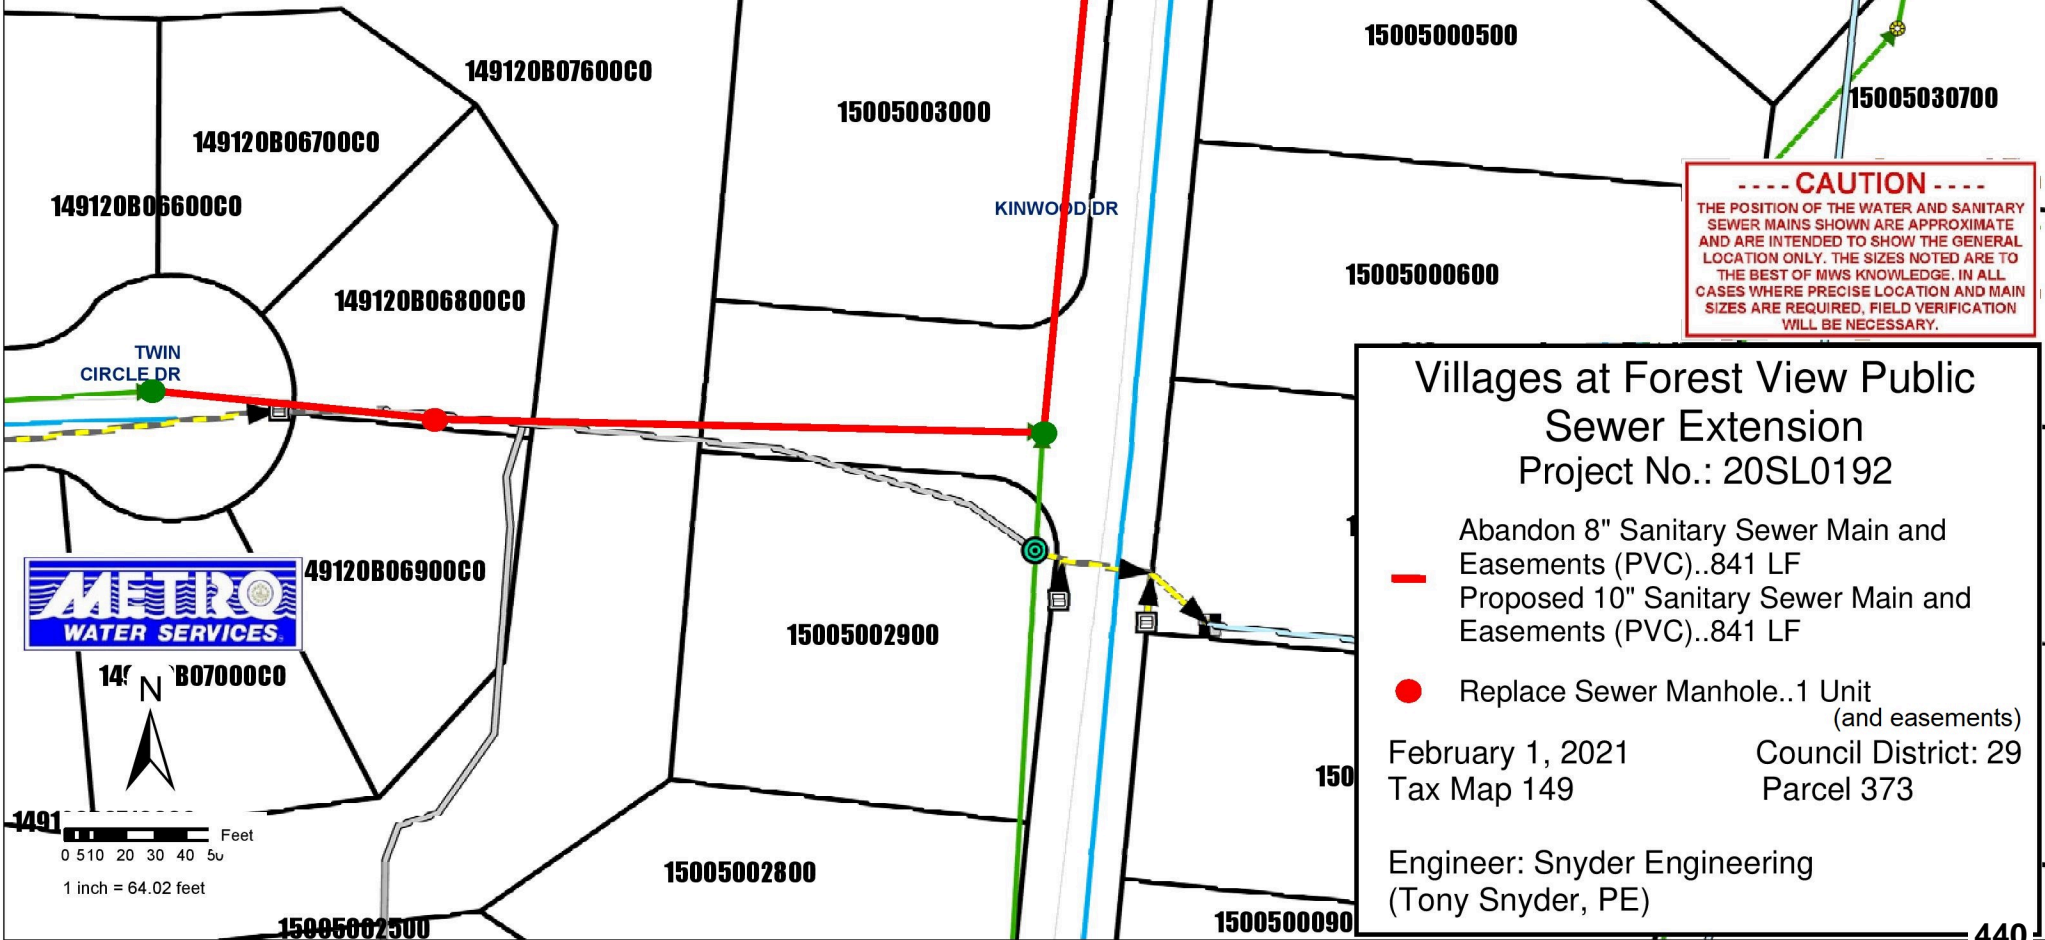 149120B07600C0
15005000500
15005003000
15005030700
149120B06700C0
149120B06600C0
KINWOOD DR
---- CAUTION ----
THE POSITION OF THE WATER AND SANITARY
SEWER MAINS SHOWN ARE APPROXIMATE
AND ARE INTENDED TO SHOW THE GENERAL
LOCATION ONLY. THE SIZES NOTED ARE TO
THE BEST OF MWS KNOWLEDGE. IN ALL
CASES WHERE PRECISE LOCATION AND MAIN
SIZES ARE REQUIRED, FIELD VERIFICATION
WILL BE NECESSARY.
15005000600
149120B06800C0
TWIN
CIRCLE DR
Villages at Forest View Public
Sewer Extension
Project No.: 20SL0192
Abandon 8" Sanitary Sewer Main and
Easements (PVC)..841 LF
Proposed 10" Sanitary Sewer Main and
Easements (PVC)..841 LF
Replace Sewer Manhole..1 Unit
(and easements)
February 1, 2021 Council District: 29
Tax Map 149 Parcel 373
Engineer: Snyder Engineering
(Tony Snyder, PE)
49120B06900C0
METRO
WATER SERVICES
15005002900
B07000C0
N
150
1491
Feet
0 5 10 20 30 40 50
1 inch = 64.02 feet
15005002800
15005002500
1500500090
440